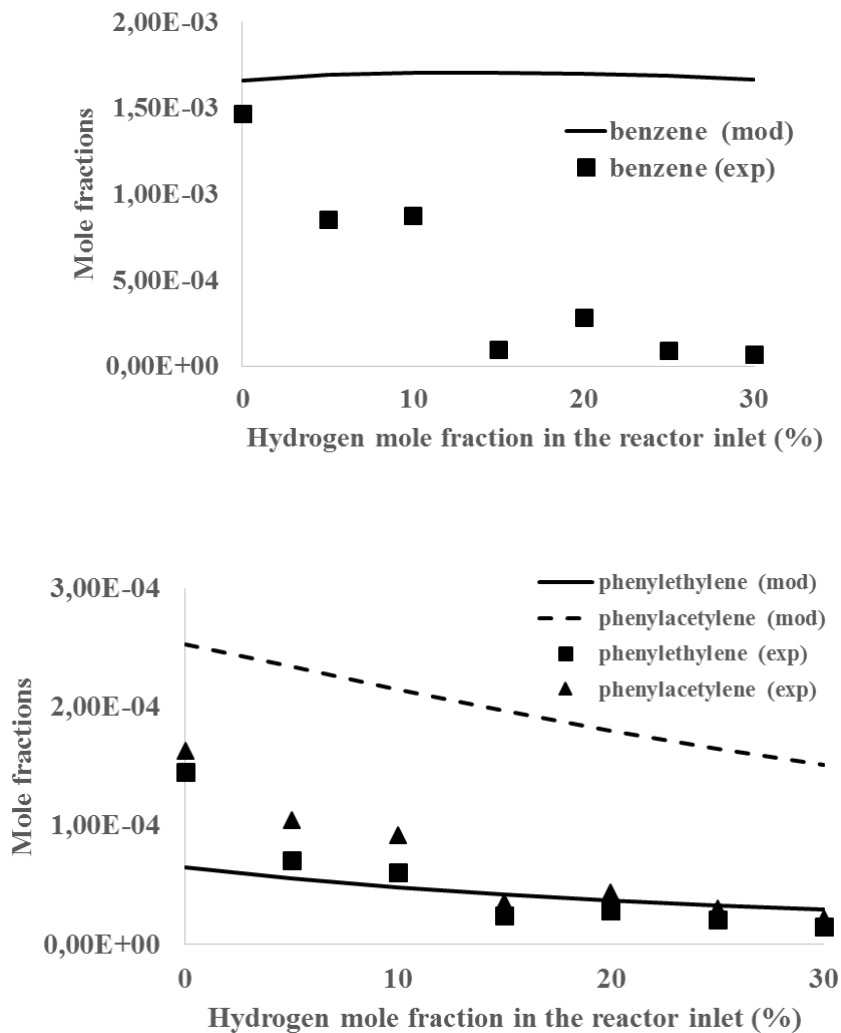 2,00E-03
1,50E-03
1,00E-03
5,00E-04
0,00E+00
Mole fractions
benzene (mod)
benzene (exp)
0 10 20 30
Hydrogen mole fraction in the reactor inlet (%)
3,00E-04
2,00E-04
1,00E-04
0,00E+00
Mole fractions
phenylethylene (mod)
phenylacetylene (mod)
phenylethylene (exp)
phenylacetylene (exp)
0 10 20 30
Hydrogen mole fraction in the reactor inlet (%)